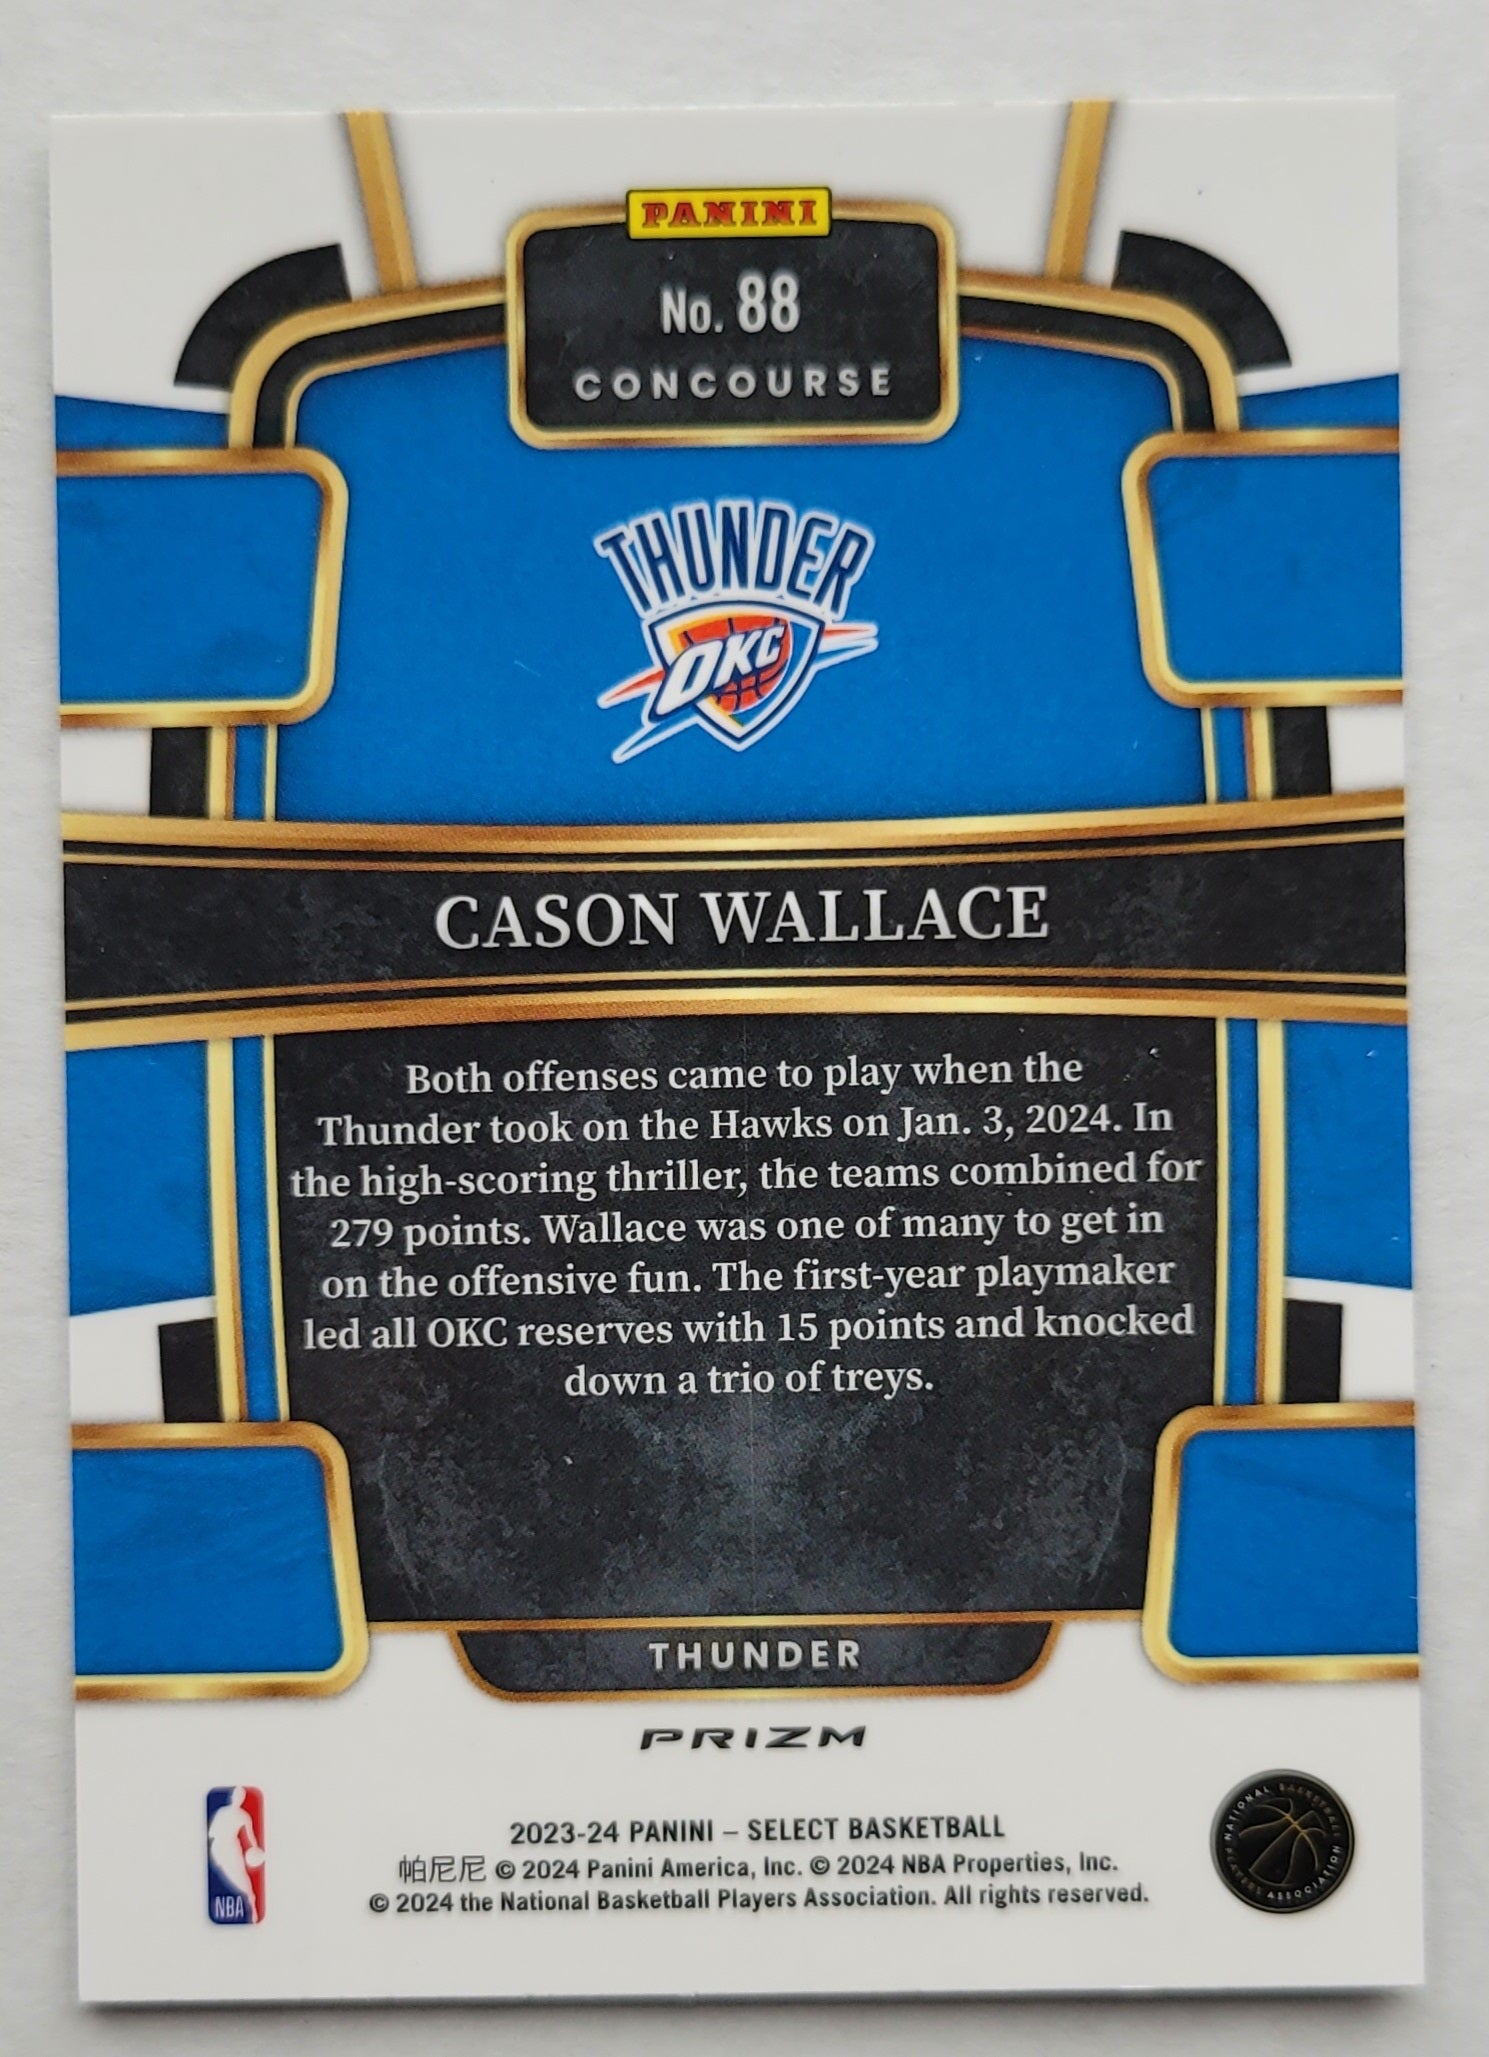 PANINI
No. 88
CONCOURSE
THUNDER
OKC
CASON WALLACE
Both offenses came to play when the
Thunder took on the Hawks on Jan. 3, 2024. In
the high-scoring thriller, the teams combined for
279 points. Wallace was one of many to get in
on the offensive fun. The first-year playmaker
led all OKC reserves with 15 points and knocked
down a trio of treys.
THUNDER
PRIZM
NBA
2023-24 PANINI – SELECT BASKETBALL
帕尼尼 © 2024 Panini America, Inc. © 2024 NBA Properties, Inc.
© 2024 the National Basketball Players Association. All rights reserved.
NATIONAL BASKETBALL PLAYERS ASSOCIATION